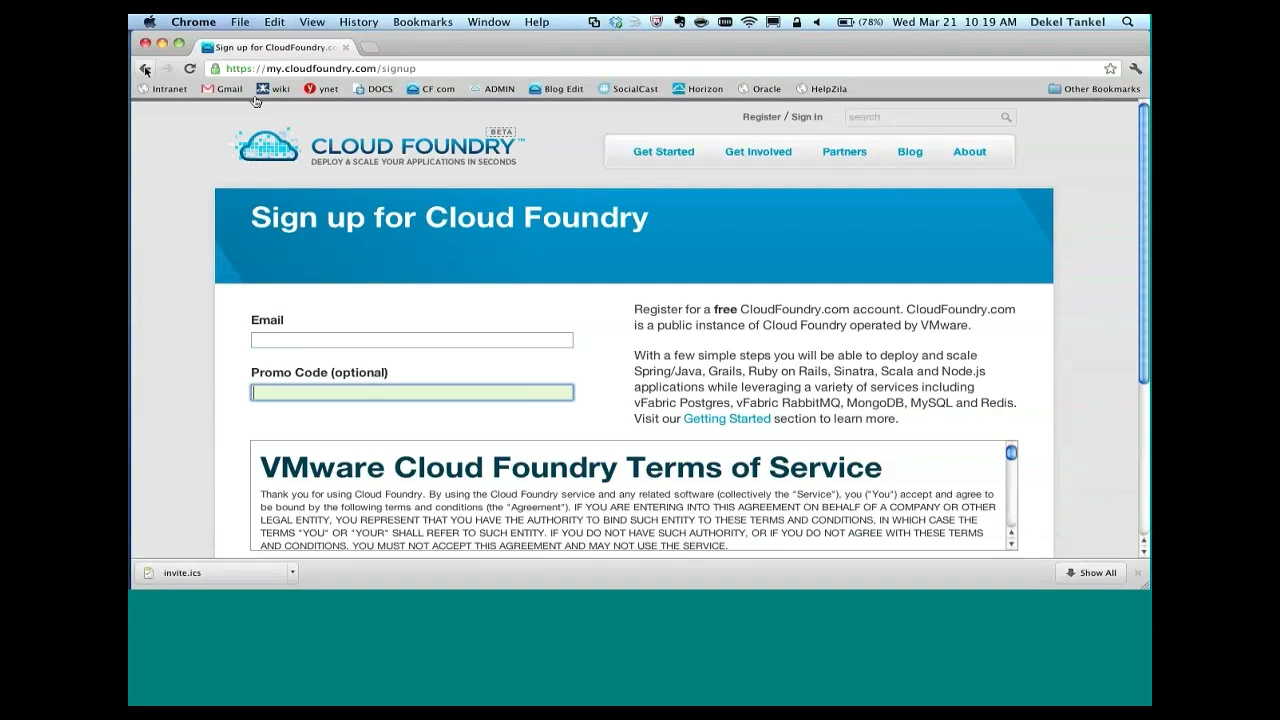 Chrome File Edit View History Bookmarks Window Help (78%) Wed Mar 21 10:19 AM Dekel Tankel
Sign up for CloudFoundry.co
https://my.cloudfoundry.com/signup
Intranet Gmail wiki ynet DOCS CF com ADMIN Blog Edit SocialCast Horizon Oracle HelpZila Other Bookmarks
Register / Sign In search
BETA
CLOUD FOUNDRY™
DEPLOY & SCALE YOUR APPLICATIONS IN SECONDS
Get Started Get Involved Partners Blog About
Sign up for Cloud Foundry
Email
Promo Code (optional)
Register for a free CloudFoundry.com account. CloudFoundry.com
is a public instance of Cloud Foundry operated by VMware.
With a few simple steps you will be able to deploy and scale
Spring/Java, Grails, Ruby on Rails, Sinatra, Scala and Node.js
applications while leveraging a variety of services including
vFabric Postgres, vFabric RabbitMQ, MongoDB, MySQL and Redis.
Visit our Getting Started section to learn more.
VMware Cloud Foundry Terms of Service
Thank you for using Cloud Foundry. By using the Cloud Foundry service and any related software (collectively the "Service"), you ("You") accept and agree to
be bound by the following terms and conditions (the "Agreement"). IF YOU ARE ENTERING INTO THIS AGREEMENT ON BEHALF OF A COMPANY OR OTHER
LEGAL ENTITY, YOU REPRESENT THAT YOU HAVE THE AUTHORITY TO BIND SUCH ENTITY TO THESE TERMS AND CONDITIONS, IN WHICH CASE THE
TERMS "YOU" OR "YOUR" SHALL REFER TO SUCH ENTITY. IF YOU DO NOT HAVE SUCH AUTHORITY, OR IF YOU DO NOT AGREE WITH THESE TERMS
AND CONDITIONS, YOU MUST NOT ACCEPT THIS AGREEMENT AND MAY NOT USE THE SERVICE.
invite.ics Show All